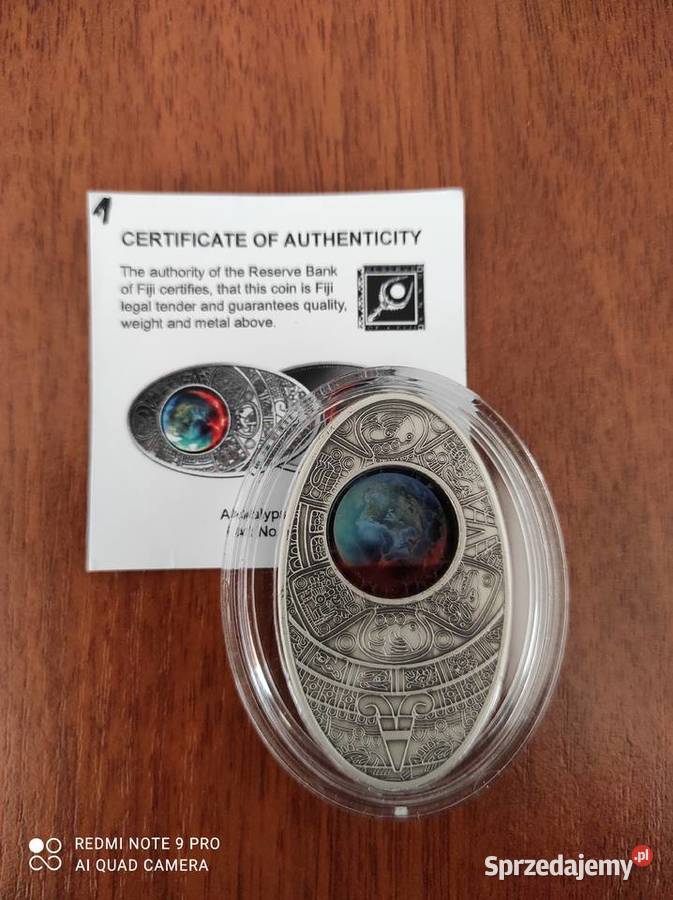 CERTIFICATE OF AUTHENTICITY
The authority of the Reserve Bank
of Fiji certifies, that this coin is Fiji
legal tender and guarantees quality,
weight and metal above.
No.
REDMI NOTE 9 PRO
AI QUAD CAMERA
Sprzedajemy.pl